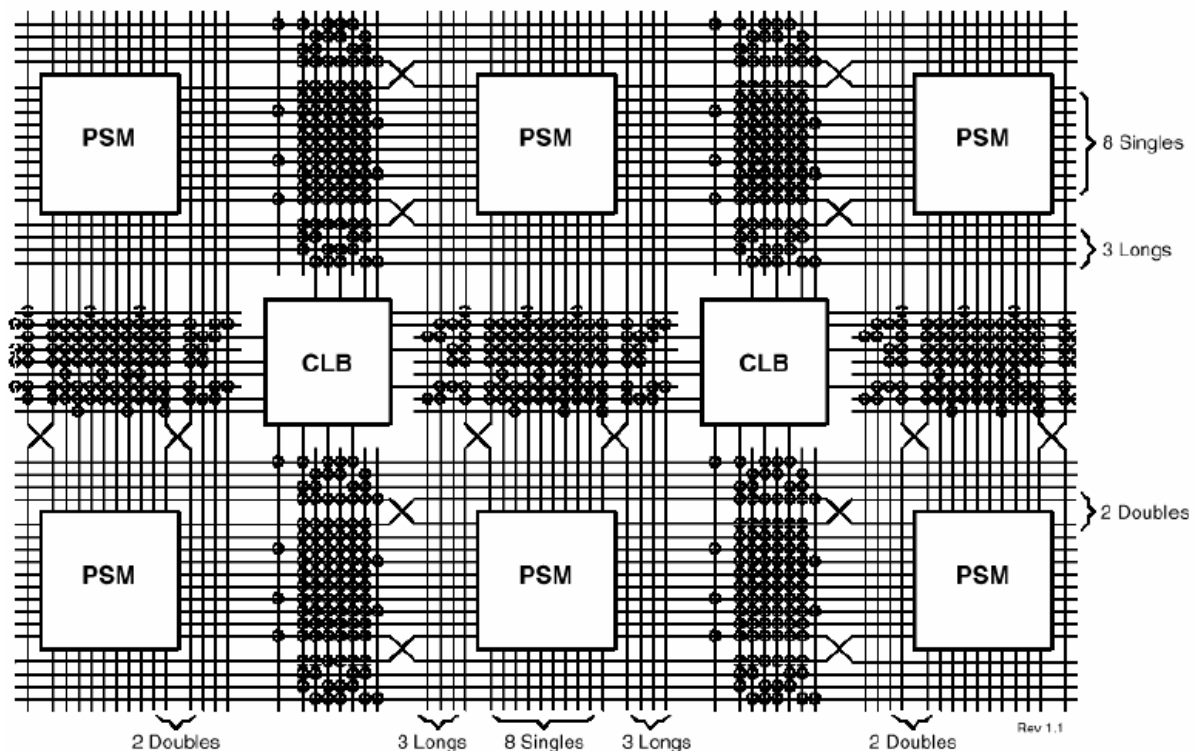 PSM PSM PSM
8 Singles
3 Longs
CLB CLB
2 Doubles
PSM PSM PSM
Rev 1.1
2 Doubles 3 Longs 8 Singles 3 Longs 2 Doubles